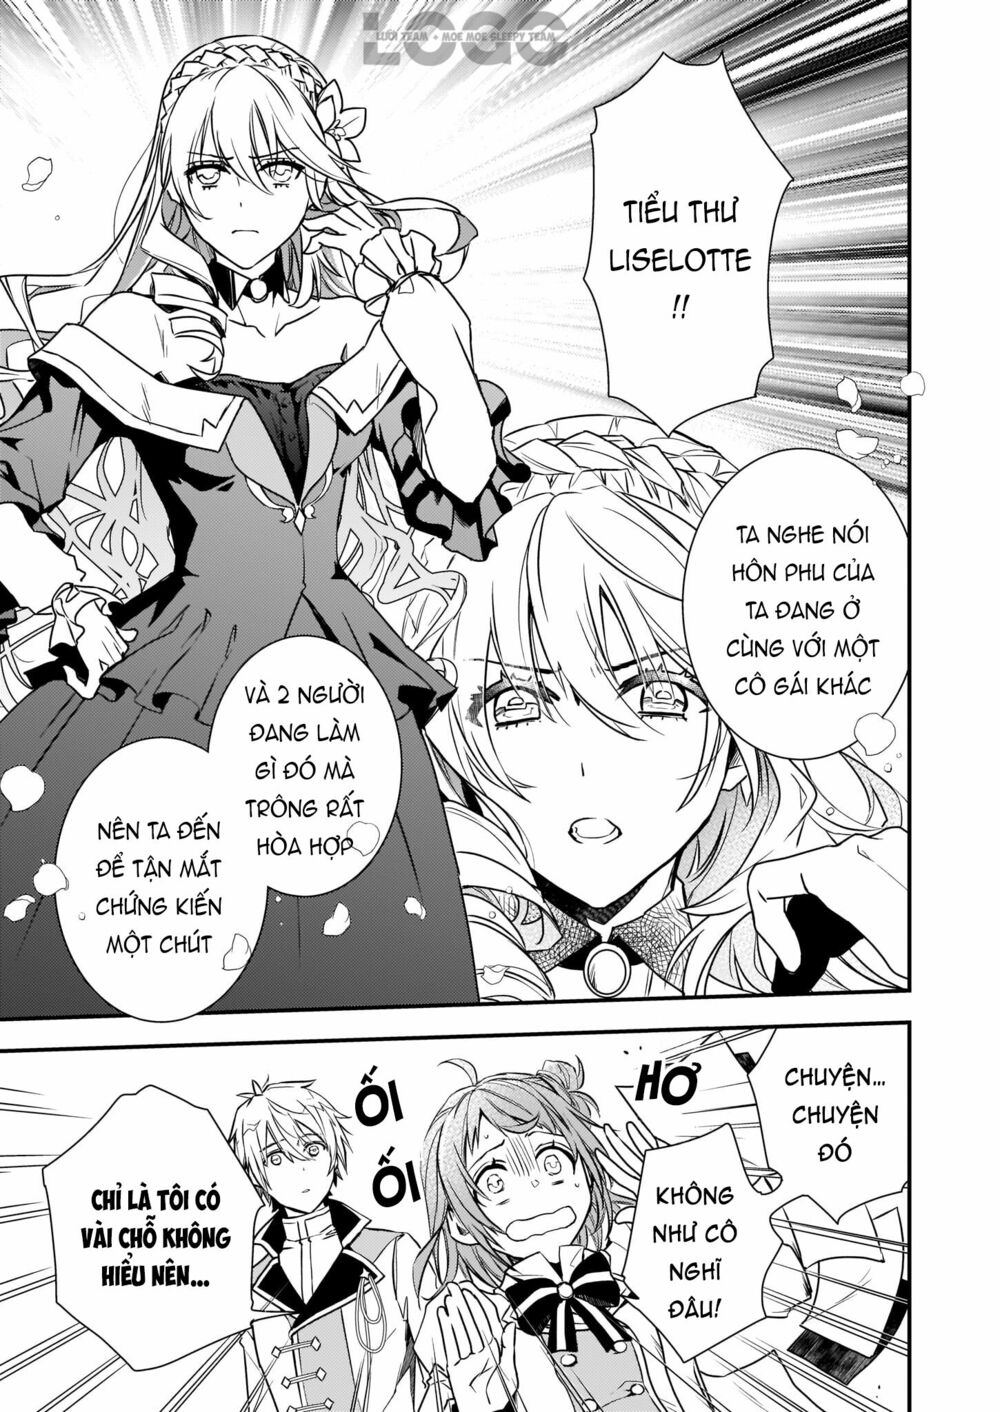 LOGO
LƯỜI TEAM + MOE MOE SLEEPY TEAM
TIỂU THƯ
LISELOTTE
!!
TA NGHE NÓI
HÔN PHU CỦA
TA ĐANG Ở
CÙNG VỚI MỘT
CÔ GÁI KHÁC
VÀ 2 NGƯỜI
ĐANG LÀM
GÌ ĐÓ MÀ
TRÔNG RẤT
HÒA HỢP
NÊN TA ĐẾN
ĐỂ TẬN MẮT
CHỨNG KIẾN
MỘT CHÚT
CHUYỆN...
CHUYỆN
ĐÓ
HƠ
KHÔNG
NHƯ CÔ
NGHĨ
ĐÂU!
ỐI
ỐI
CHỈ LÀ TÔI CÓ
VÀI CHỖ KHÔNG
HIỂU NÊN...